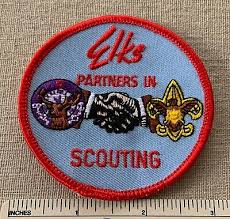 Elks
PARTNERS IN
SCOUTING
INCHES 1 2 3